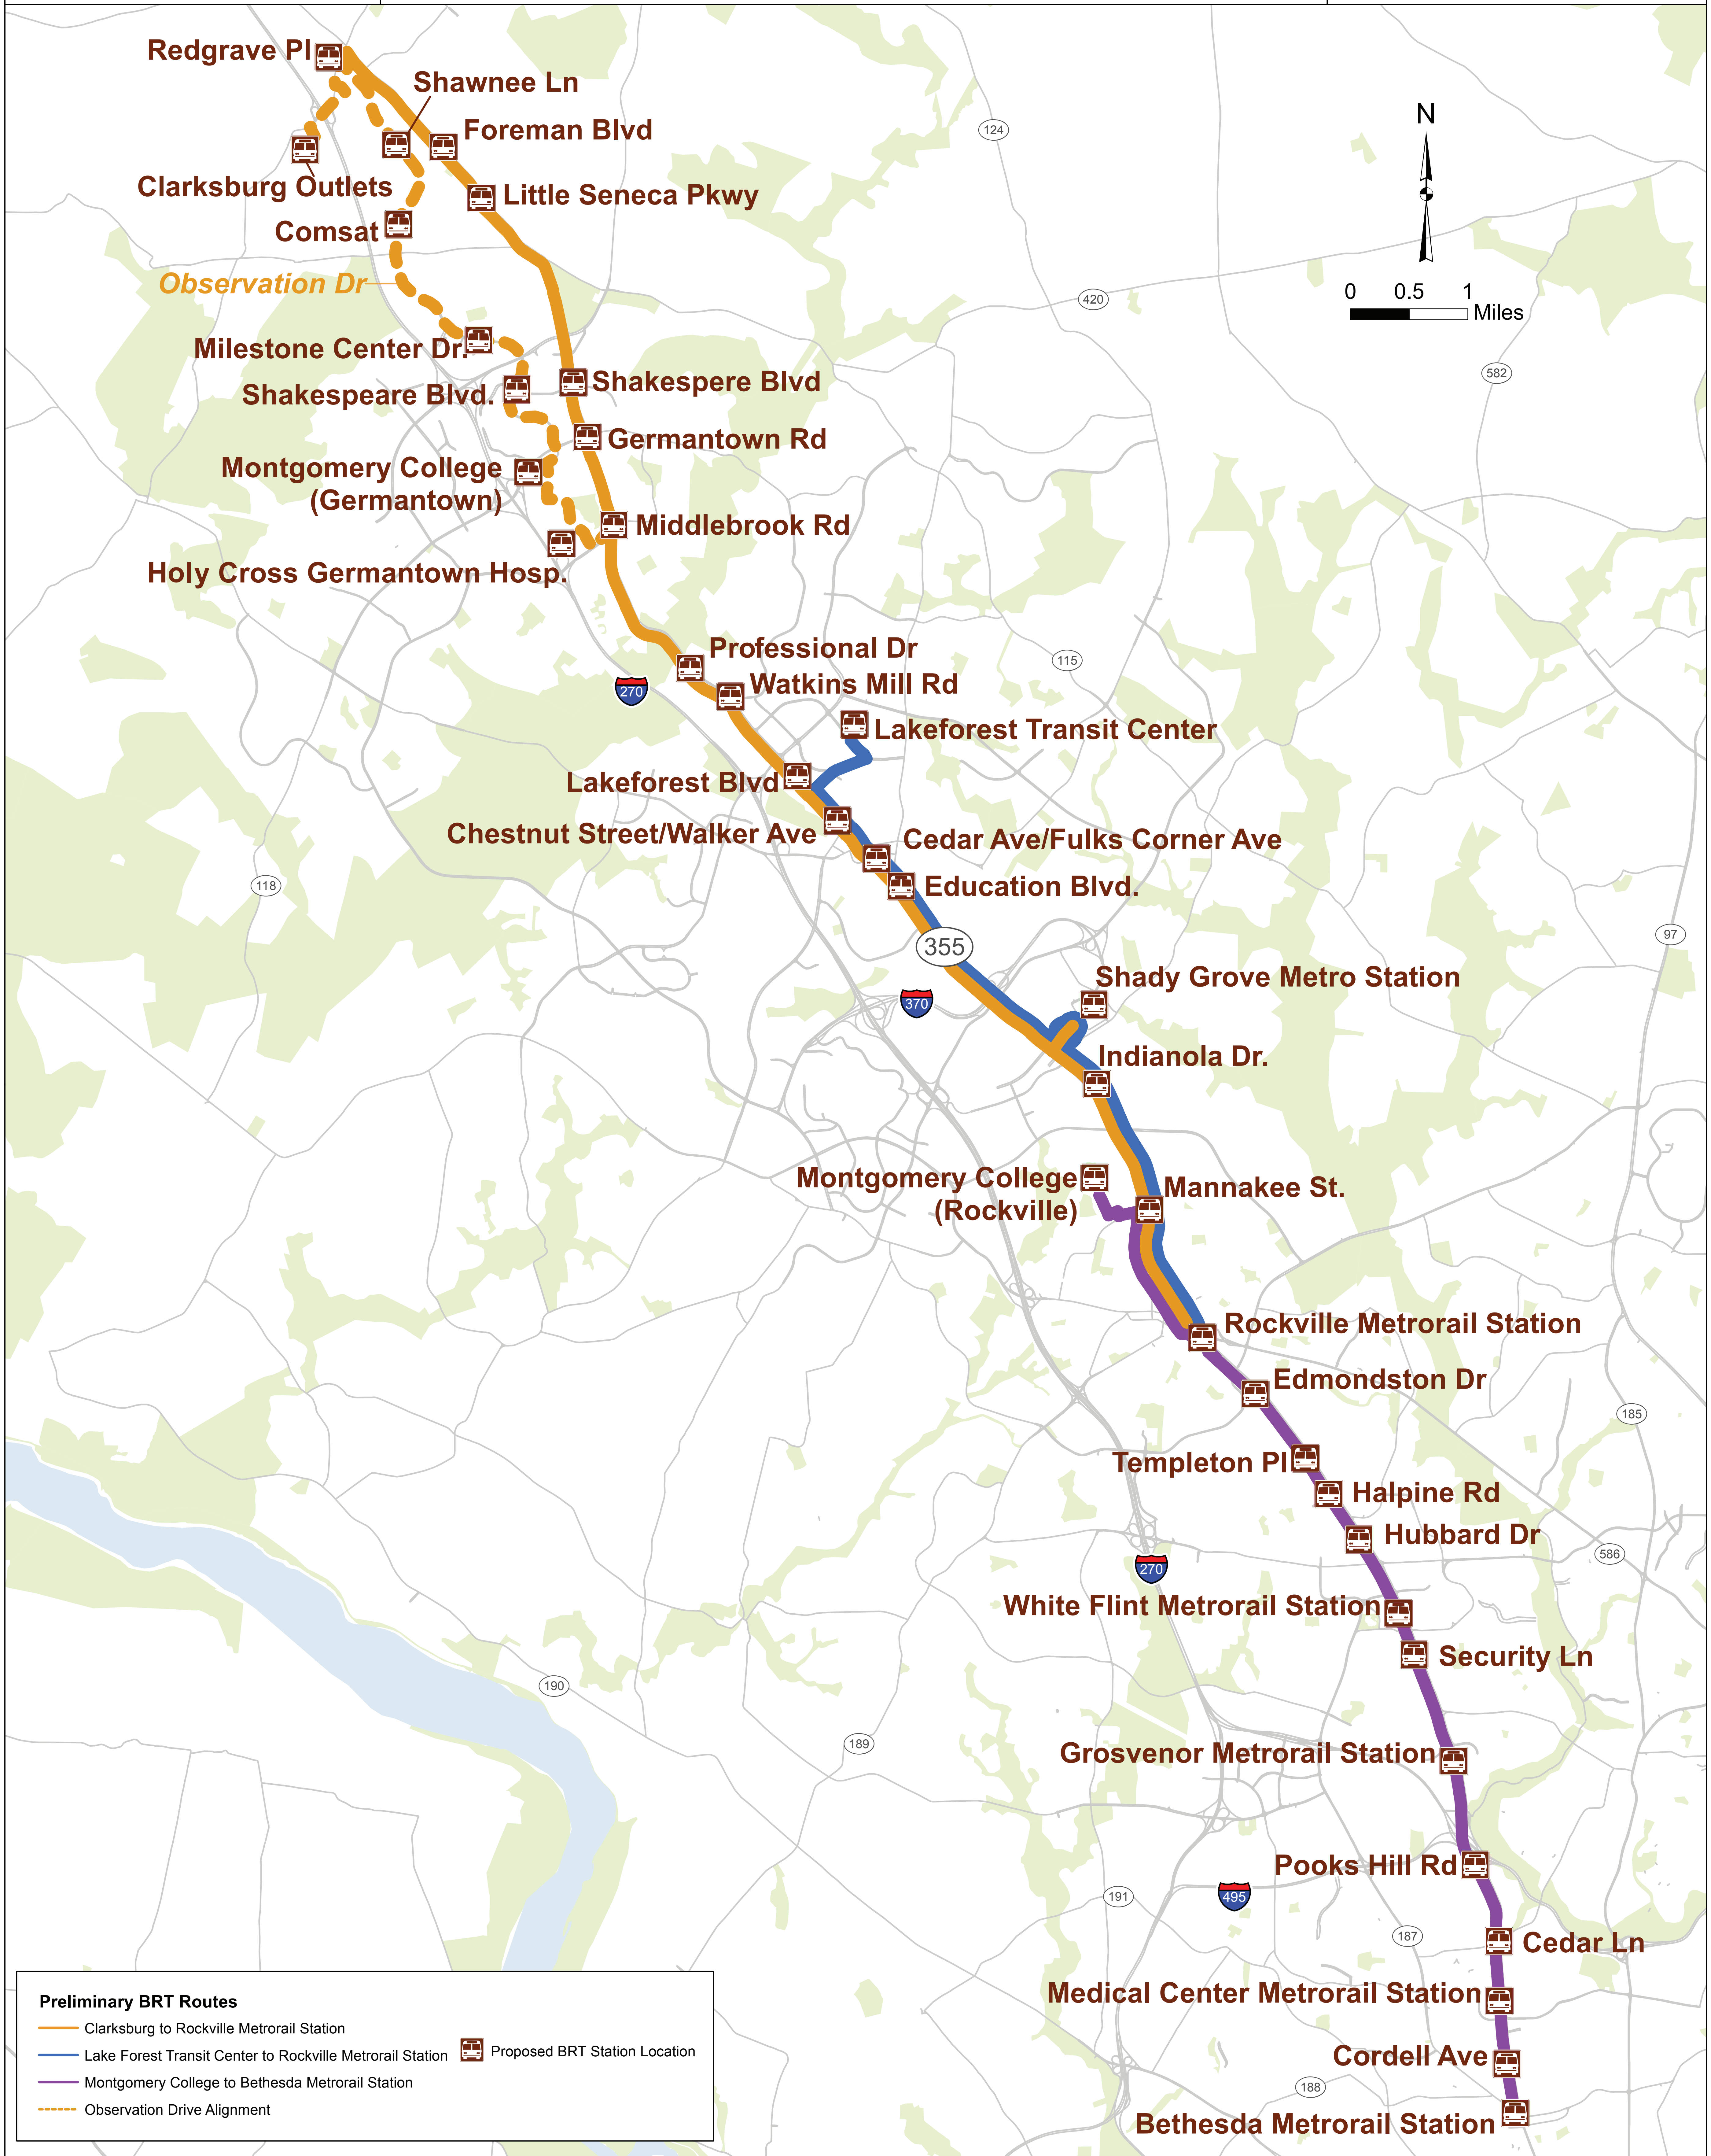 Redgrave Pl
Shawnee Ln
Foreman Blvd
124
N
Clarksburg Outlets
Little Seneca Pkwy
Comsat
Observation Dr
0 0.5 1
Miles
420
Milestone Center Dr.
582
Shakespeare Blvd.
Shakespere Blvd
Germantown Rd
Montgomery College
(Germantown)
Middlebrook Rd
Holy Cross Germantown Hosp.
Professional Dr
115
270
Watkins Mill Rd
Lakeforest Transit Center
Lakeforest Blvd
Chestnut Street/Walker Ave
Cedar Ave/Fulks Corner Ave
118
Education Blvd.
97
355
Shady Grove Metro Station
370
Indianola Dr.
Montgomery College
(Rockville)
Mannakee St.
Rockville Metrorail Station
Edmondston Dr
185
Templeton Pl
Halpine Rd
Hubbard Dr
586
270
White Flint Metrorail Station
Security Ln
190
189
Grosvenor Metrorail Station
Pooks Hill Rd
191
495
187
Cedar Ln
Medical Center Metrorail Station
Cordell Ave
188
Bethesda Metrorail Station
Preliminary BRT Routes
Clarksburg to Rockville Metrorail Station
Lake Forest Transit Center to Rockville Metrorail Station
Proposed BRT Station Location
Montgomery College to Bethesda Metrorail Station
Observation Drive Alignment